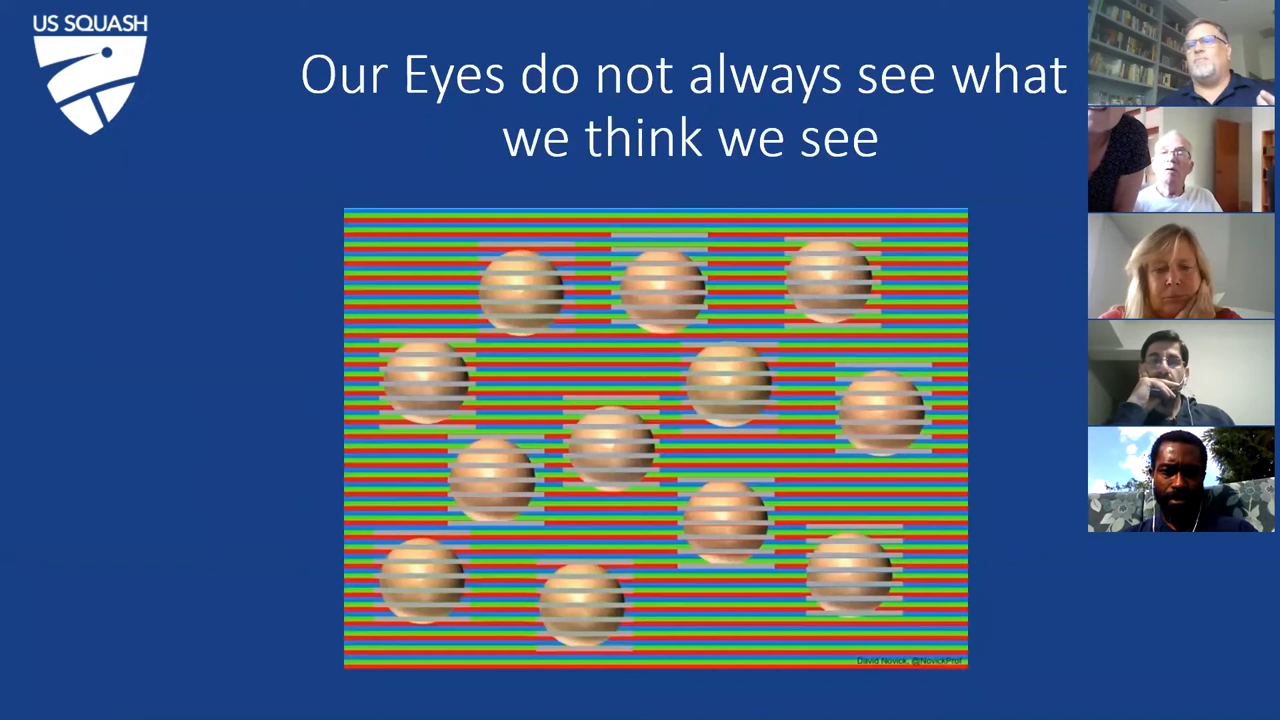 US SQUASH
Our Eyes do not always see what
we think we see
David Novick, @NovickProf